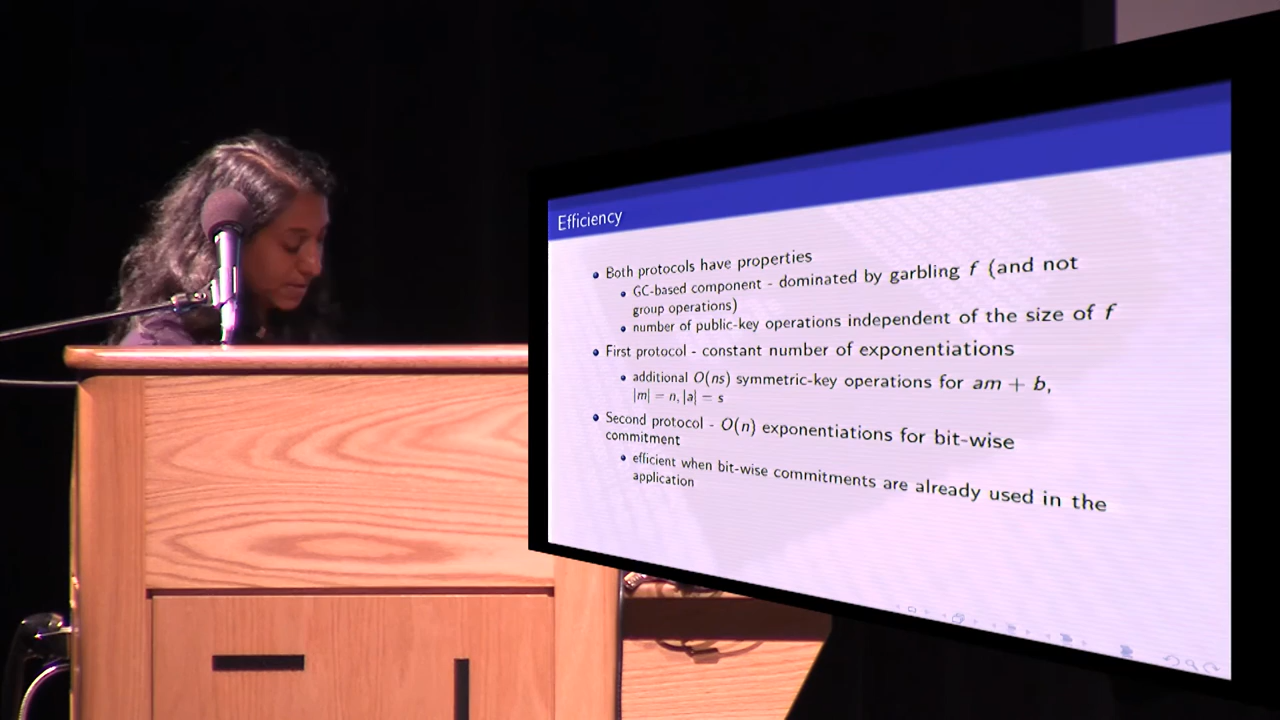 Efficiency
Both protocols have properties
GC-based component - dominated by garbling f (and not
group operations)
number of public-key operations independent of the size of f
First protocol - constant number of exponentiations
additional O(ns) symmetric-key operations for am + b,
|m| = n, |a| = s
Second protocol - O(n) exponentiations for bit-wise
commitment
efficient when bit-wise commitments are already used in the
application